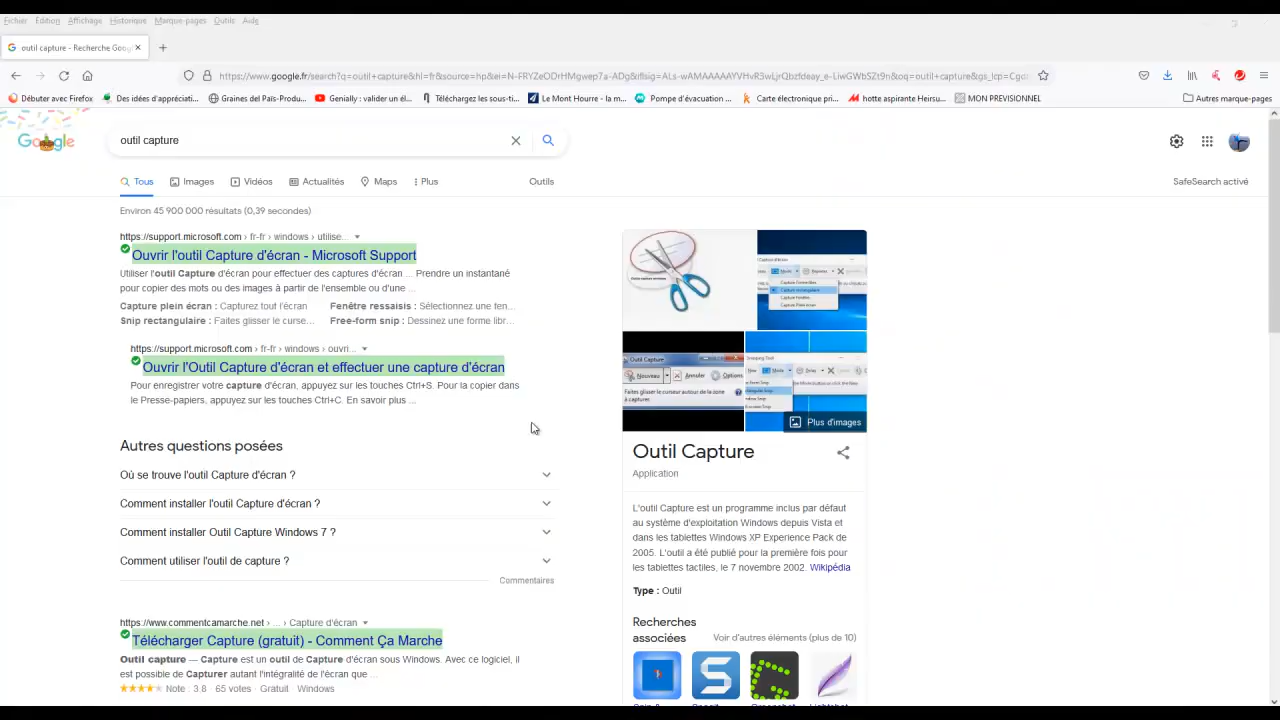 Fichier Édition Affichage Historique Marque-pages Outils Aide
outil capture - Recherche Goog
https://www.google.fr/search?q=outil+capture&hl=fr&source=hp&ei=
Débuter avec Firefox Des idées d'appréciati... Graines del Païs-Produ... Genially : valider un él... Téléchargez les sous-ti... Le Mont Hourre - la m... Pompe d'évacuation ... Carte électronique pri... hotte aspirante Heirsu... MON PREVISIONNEL Autres marque-pages
Google
outil capture
Tous Images Vidéos Actualités Maps Plus Outils SafeSearch activé
Environ 45 900 000 résultats (0,39 secondes)
https://support.microsoft.com › fr-fr › windows › utilise...
Ouvrir l'outil Capture d'écran - Microsoft Support
Utiliser l'outil Capture d'écran pour effectuer des captures d'écran ... Prendre un instantané
pour copier des mots ou des images à partir de l'ensemble ou d'une ...
Capture plein écran : Capturez tout l'écran Fenêtre ressaisis : Sélectionnez une fen...
Snip rectangulaire : Faites glisser le curse... Free-form snip : Dessinez une forme libr...
https://support.microsoft.com › fr-fr › windows › ouvri...
Ouvrir l'Outil Capture d'écran et effectuer une capture d'écran
Pour enregistrer votre capture d'écran, appuyez sur les touches Ctrl+S. Pour la copier dans
le Presse-papiers, appuyez sur les touches Ctrl+C. En savoir plus ...
Autres questions posées
Où se trouve l'outil Capture d'écran ?
Comment installer l'outil Capture d'écran ?
Comment installer Outil Capture Windows 7 ?
Comment utiliser l'outil de capture ?
Commentaires
https://www.commentcamarche.net › ... › Capture d'écran
Télécharger Capture (gratuit) - Comment Ça Marche
Outil capture — Capture est un outil de Capture d'écran sous Windows. Avec ce logiciel, il
est possible de Capturer autant l'intégralité de l'écran que ...
Note : 3.8 · 65 votes · Gratuit · Windows
Outil Capture
Nouveau Annuler Options
Faites glisser le curseur autour de la zone
à capturer.
Plus d'images
Outil Capture
Application
L'outil Capture est un programme inclus par défaut
au système d'exploitation Windows depuis Vista et
dans les tablettes Windows XP Experience Pack de
2005. L'outil a été publié pour la première fois pour
les tablettes tactiles, le 7 novembre 2002. Wikipédia
Type : Outil
Recherches
associées
Voir d'autres éléments (plus de 10)